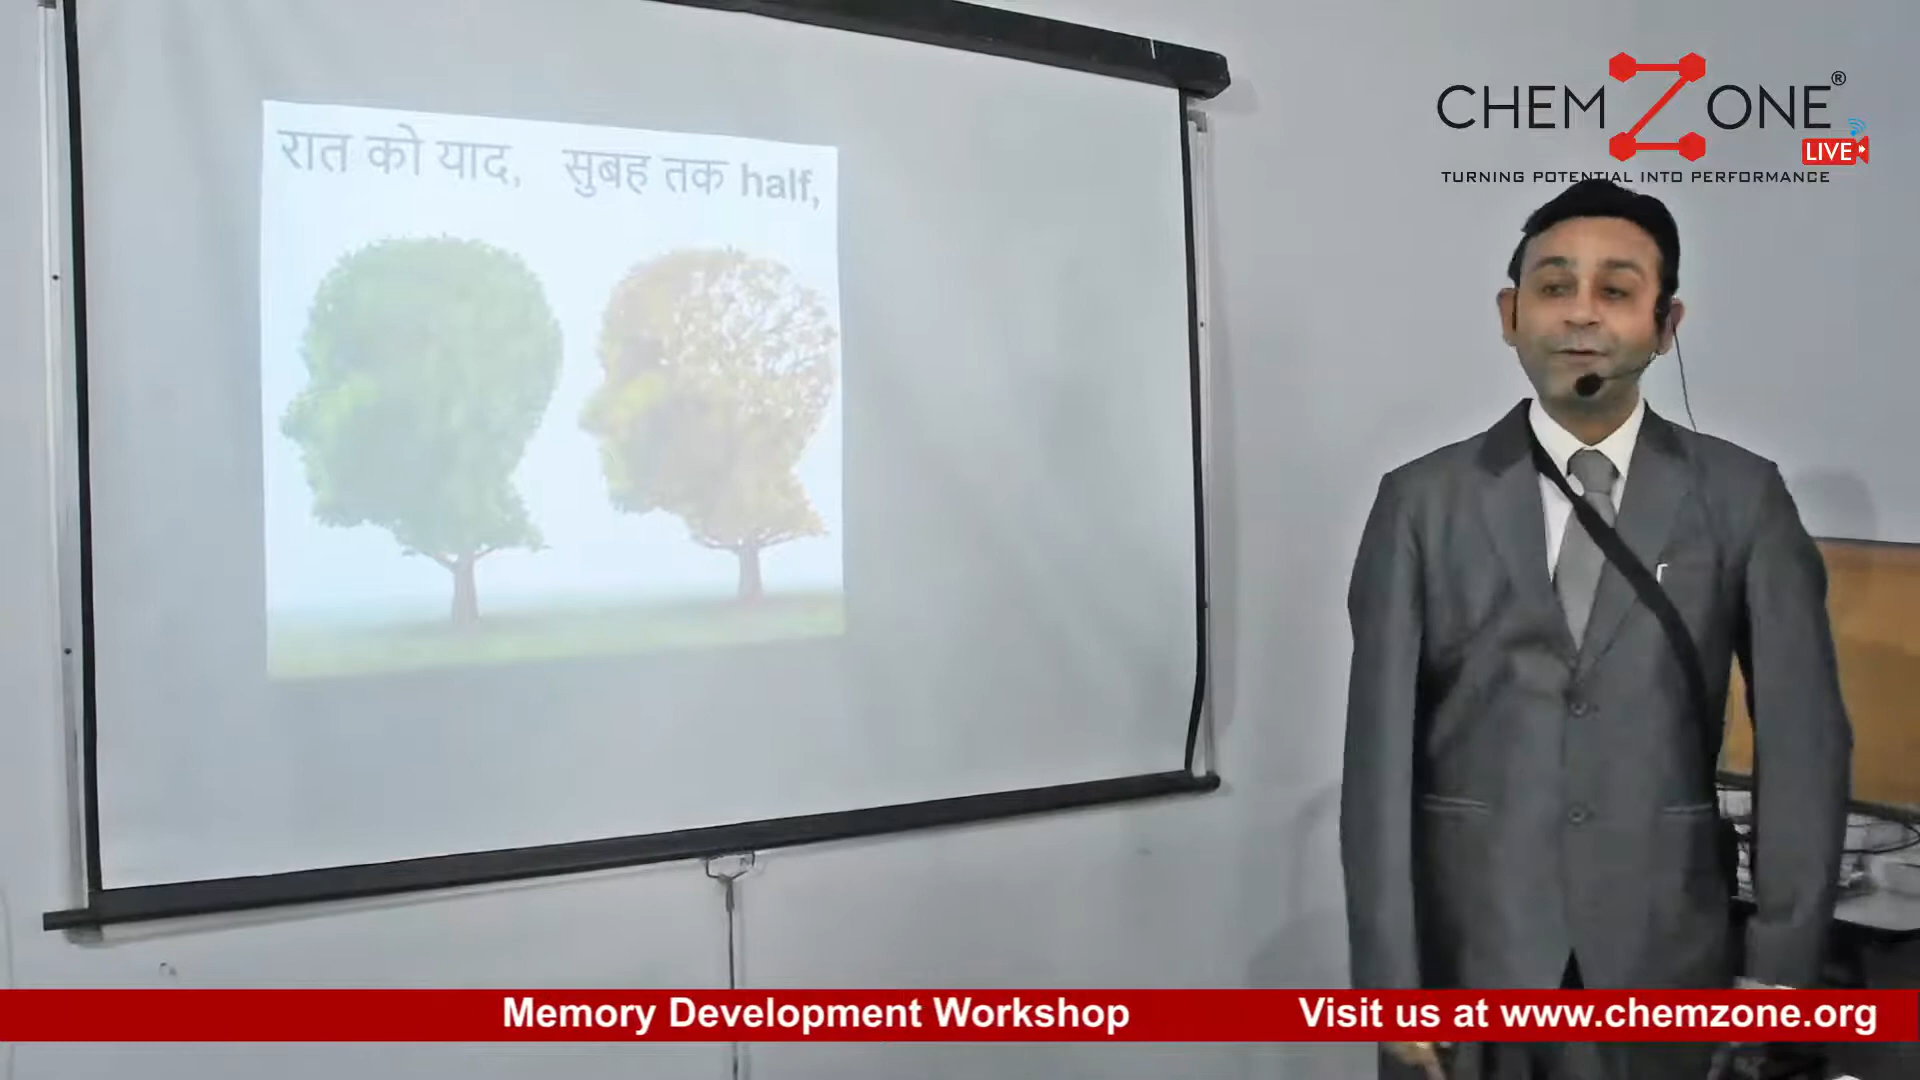 रात को याद, सुबह तक half,
CHEMZONE®
LIVE
TURNING POTENTIAL INTO PERFORMANCE
Memory Development Workshop Visit us at www.chemzone.org